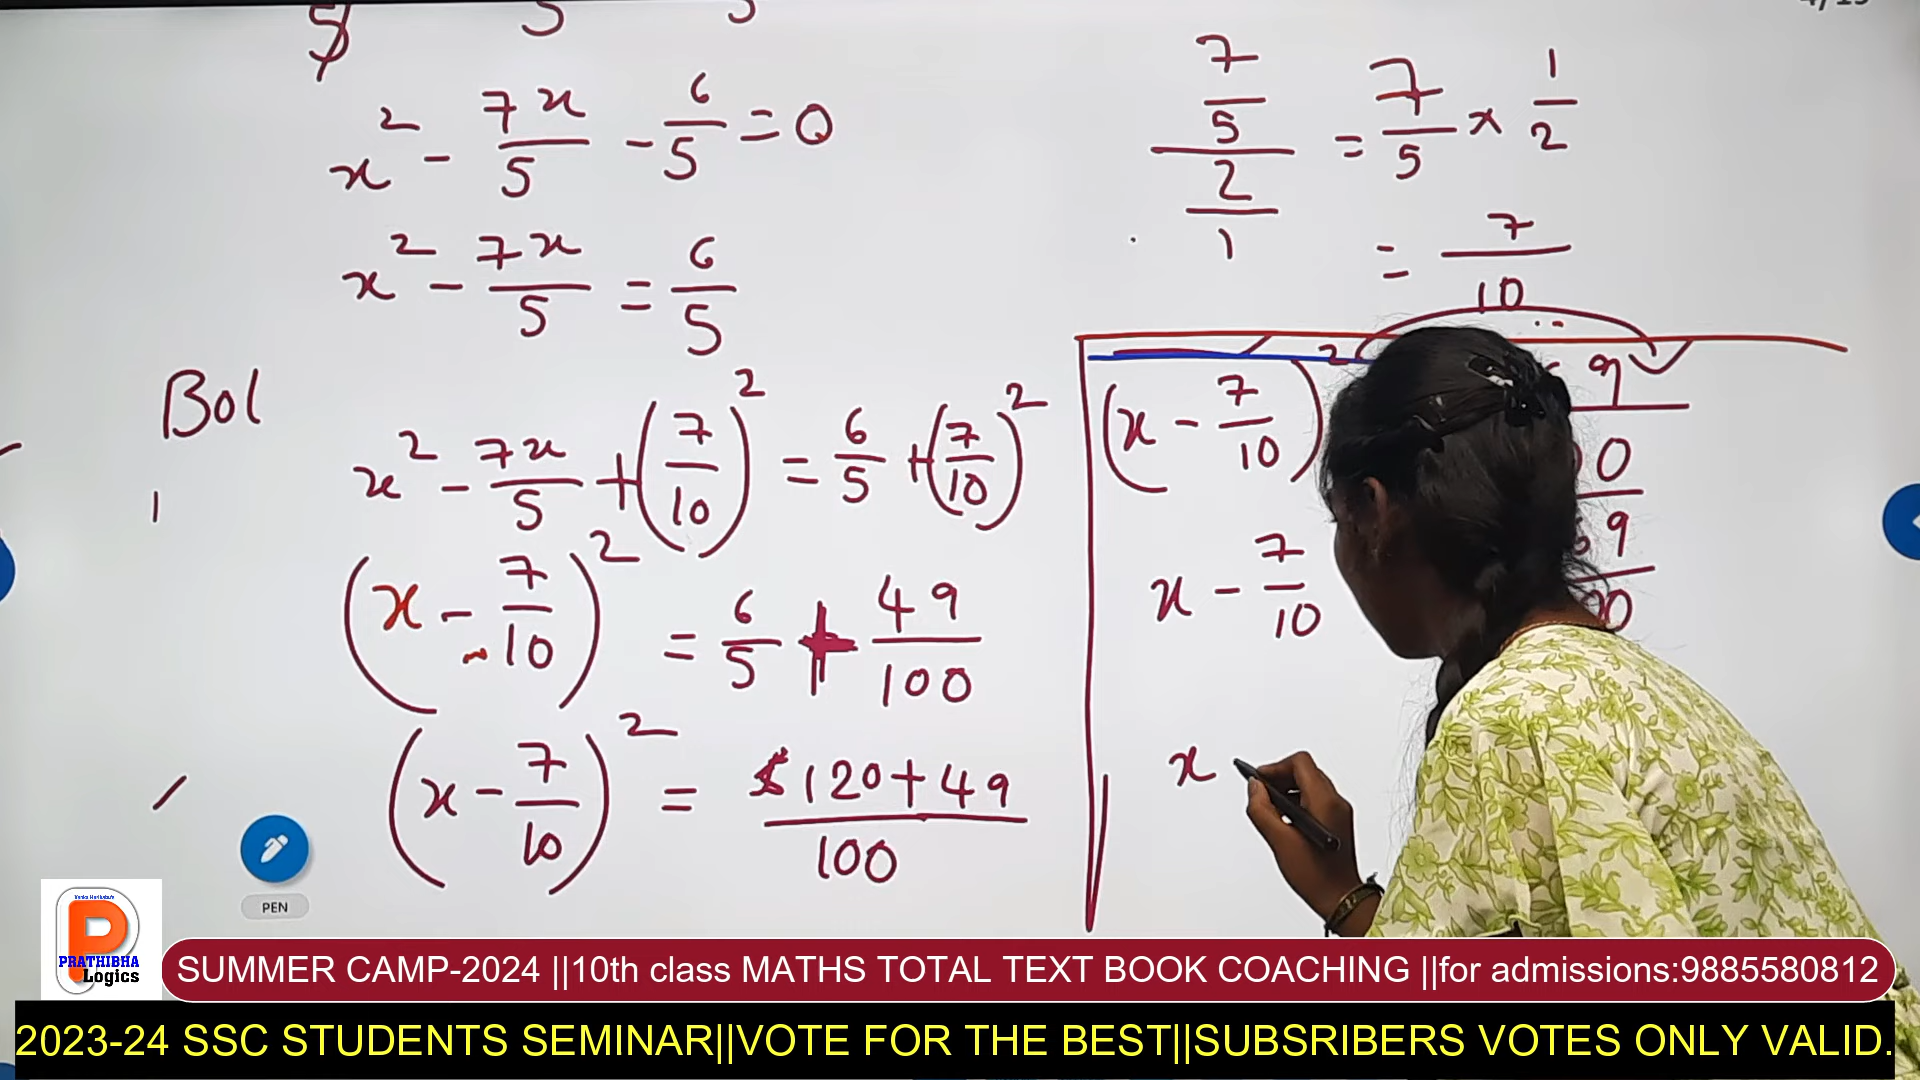 x² - 7x/5 - 6/5 = 0
x² - 7x/5 = 6/5
Bol
x² - 7x/5 + (7/10)² = 6/5 + (7/10)²
(x - 7/10)² = 6/5 + 49/100
(x - 7/10)² = 120+49/100
7/5 / 2/1 = 7/5 × 1/2
= 7/10
(x - 7/10)²
x - 7/10
x
PEN
PRATHIBHA
Logics
SUMMER CAMP-2024 ||10th class MATHS TOTAL TEXT BOOK COACHING ||for admissions:9885580812
2023-24 SSC STUDENTS SEMINAR||VOTE FOR THE BEST||SUBSRIBERS VOTES ONLY VALID.